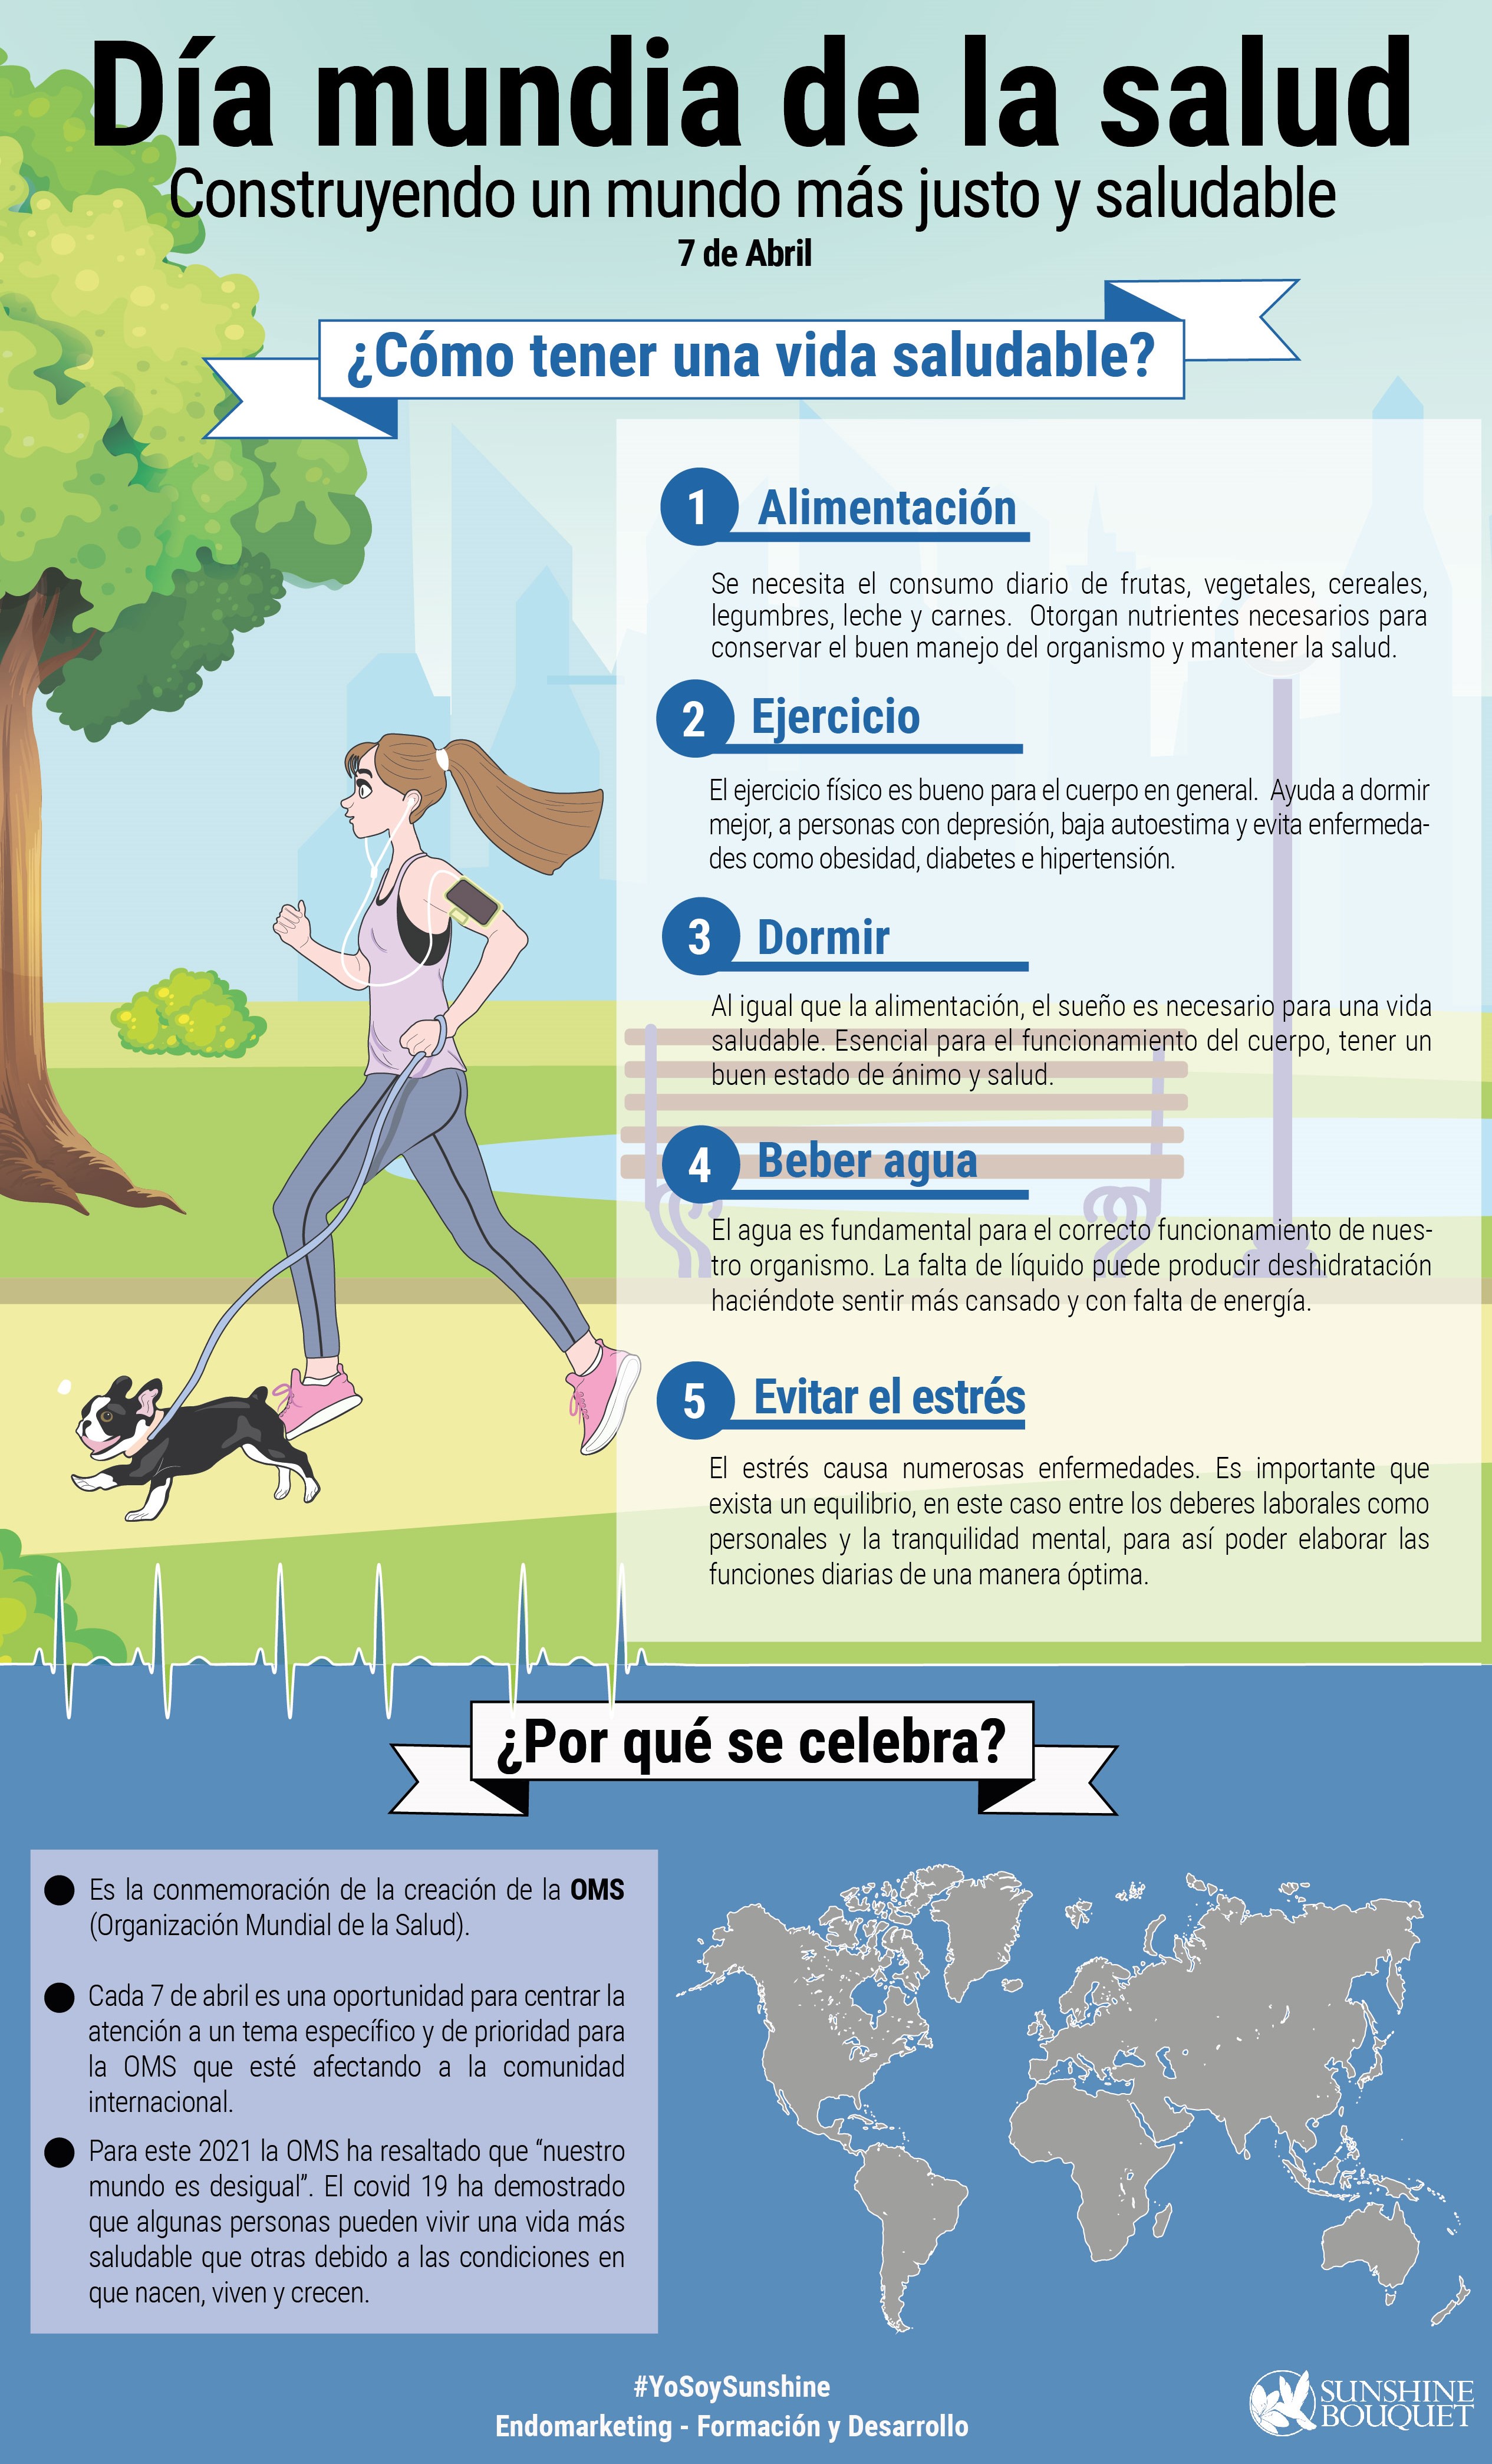 Día mundia de la salud
Construyendo un mundo más justo y saludable
7 de Abril
¿Cómo tener una vida saludable?
1 Alimentación
Se necesita el consumo diario de frutas, vegetales, cereales,
legumbres, leche y carnes. Otorgan nutrientes necesarios para
conservar el buen manejo del organismo y mantener la salud.
2 Ejercicio
El ejercicio físico es bueno para el cuerpo en general. Ayuda a dormir
mejor, a personas con depresión, baja autoestima y evita enfermeda-
des como obesidad, diabetes e hipertensión.
3 Dormir
Al igual que la alimentación, el sueño es necesario para una vida
saludable. Esencial para el funcionamiento del cuerpo, tener un
buen estado de ánimo y salud.
4 Beber agua
El agua es fundamental para el correcto funcionamiento de nues-
tro organismo. La falta de líquido puede producir deshidratación
haciéndote sentir más cansado y con falta de energía.
5 Evitar el estrés
El estrés causa numerosas enfermedades. Es importante que
exista un equilibrio, en este caso entre los deberes laborales como
personales y la tranquilidad mental, para así poder elaborar las
funciones diarias de una manera óptima.
¿Por qué se celebra?
Es la conmemoración de la creación de la OMS
(Organización Mundial de la Salud).
Cada 7 de abril es una oportunidad para centrar la
atención a un tema específico y de prioridad para
la OMS que esté afectando a la comunidad
internacional.
Para este 2021 la OMS ha resaltado que “nuestro
mundo es desigual”. El covid 19 ha demostrado
que algunas personas pueden vivir una vida más
saludable que otras debido a las condiciones en
que nacen, viven y crecen.
#YoSoySunshine
Endomarketing - Formación y Desarrollo
SUNSHINE
BOUQUET